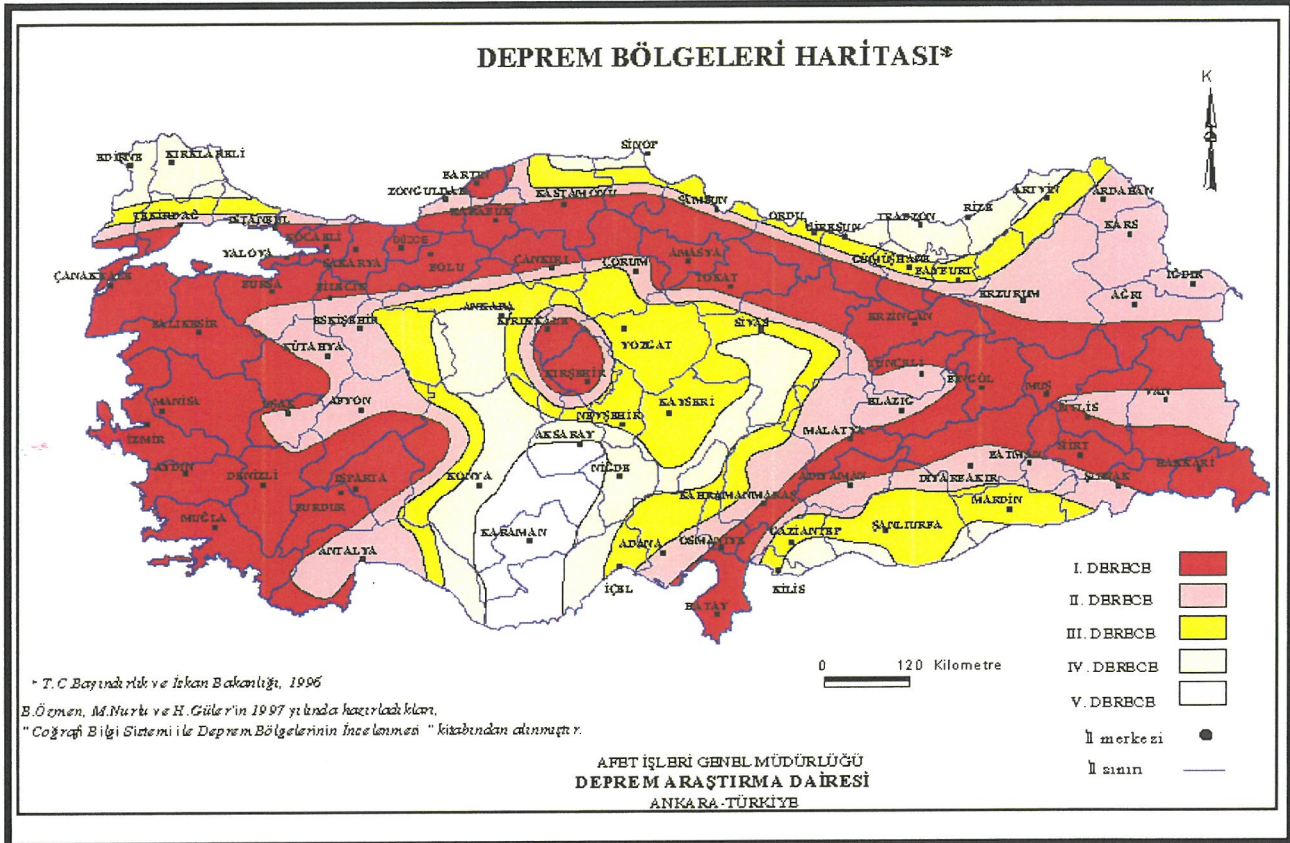 DEPREM BÖLGELERİ HARİTASI*
K
SİNOP
EDİRNE
KIRKLARELİ
BARTIN
ZONGULDAK
KASTAMONU
KARABUK
SAMSUN
ARTVİN
ARDAHAN
RİZE
TRABZON
ORDU
GİRESUN
KARS
TEKİRDAĞ
İSTANBUL
KOCAELİ
YALOVA
SAKARYA
DÜZCE
BOLU
ÇANKIRI
ÇORUM
AMASYA
TOKAT
GÜMÜŞHANE
BAYBURT
IĞDIR
ÇANAKKALE
BURSA
BİLECİK
ERZURUM
AĞRI
ANKARA
KIRIKKALE
ERZİNCAN
BALIKESİR
ESKİŞEHİR
SİVAS
YOZGAT
KÜTAHYA
TUNCELİ
BİNGÖL
MUŞ
KIRŞEHİR
VAN
MANİSA
UŞAK
AFYON
NEVŞEHİR
KAYSERİ
ELAZIG
BİTLİS
İZMİR
AKSARAY
MALATYA
SİİRT
BATMAN
AYDIN
DENİZLİ
ISPARTA
KONYA
NİĞDE
ADIYAMAN
DİYARBAKIR
ŞIRNAK
HAKKARİ
KAHRAMANMARAŞ
MARDİN
BURDUR
MUĞLA
KARAMAN
GAZİANTEP
ŞANLIURFA
ANTALYA
ADANA
OSMANİYE
İÇEL
KİLİS
HATAY
I. DERECE
II. DERECE
III. DERECE
IV. DERECE
V. DERECE
İl merkezi
İl sınırı
0 120 Kilometre
* T.C Bayındırlık ve İskan Bakanlığı, 1996
B.Özmen, M.Nurlu ve H.Güler'in 1997 yılında hazırladıkları,
"Coğrafi Bilgi Sistemi ile Deprem Bölgelerinin İncelenmesi" kitabından alınmıştır.
AFET İŞLERİ GENEL MÜDÜRLÜĞÜ
DEPREM ARAŞTIRMA DAİRESİ
ANKARA-TÜRKİYE